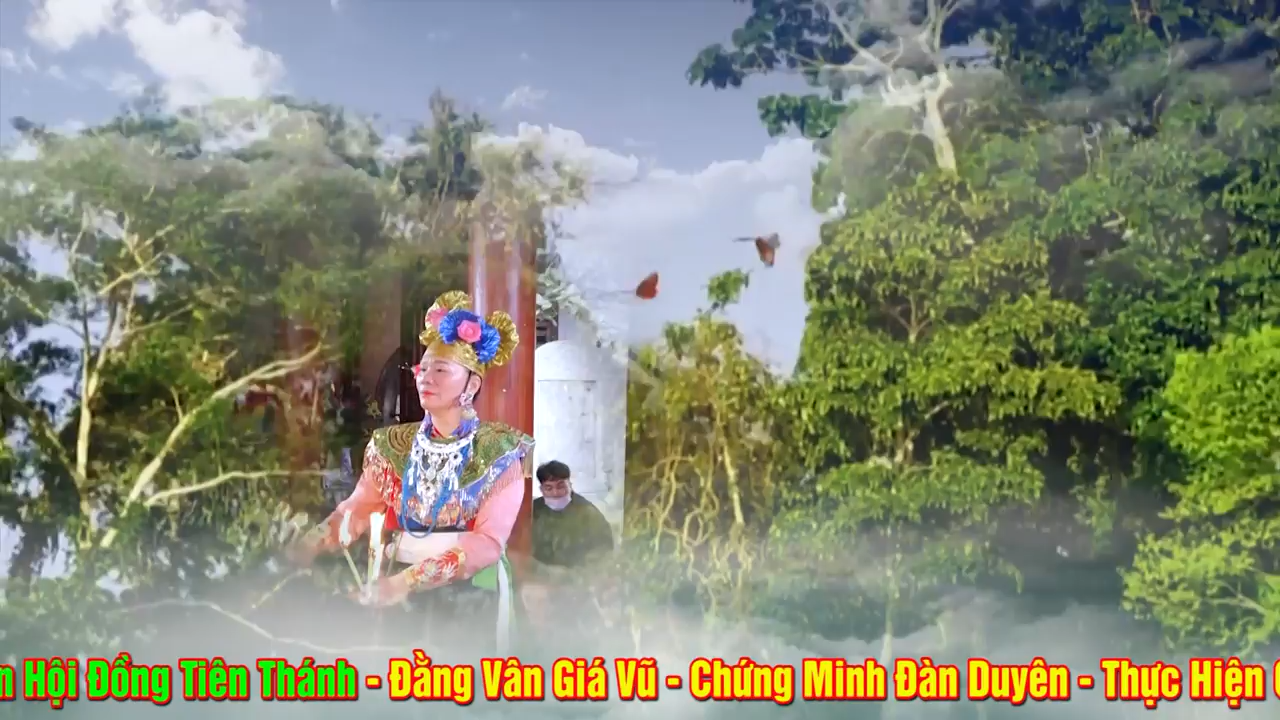 Hội Đồng Tiên Thánh - Đằng Vân Giá Vũ - Chứng Minh Đàn Duyên - Thực Hiện